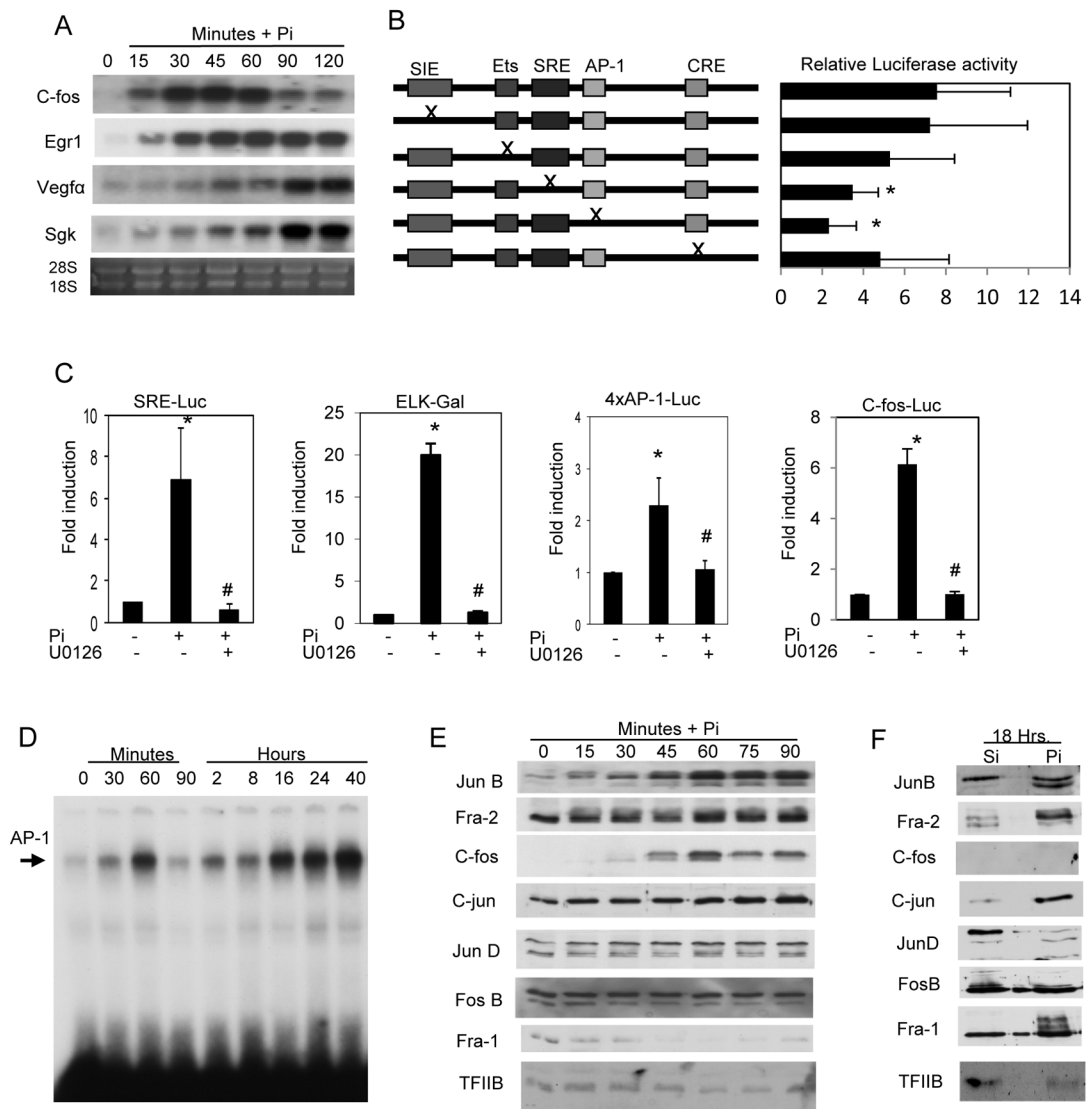 A
Minutes + Pi
0 15 30 45 60 90 120
C-fos
Egr1
Vegfα
Sgk
28S
18S
B
SIE Ets SRE AP-1 CRE
X
X
X
X
X
Relative Luciferase activity
*
*
0 2 4 6 8 10 12 14
C
SRE-Luc
Fold induction
10
8
6
4
2
0
*
#
Pi - + +
U0126 - - +
ELK-Gal
Fold induction
25
20
15
10
5
0
*
#
- + +
- - +
4xAP-1-Luc
Fold induction
4
3
2
1
0
*
#
Pi - + +
U0126 - - +
C-fos-Luc
Fold induction
8
6
4
2
0
*
#
Pi - + +
U0126 - - +
D
Minutes Hours
0 30 60 90 2 8 16 24 40
AP-1
E
Minutes + Pi
0 15 30 45 60 75 90
Jun B
Fra-2
C-fos
C-jun
Jun D
Fos B
Fra-1
TFIIB
F
18 Hrs.
Si Pi
JunB
Fra-2
C-fos
C-jun
JunD
FosB
Fra-1
TFIIB